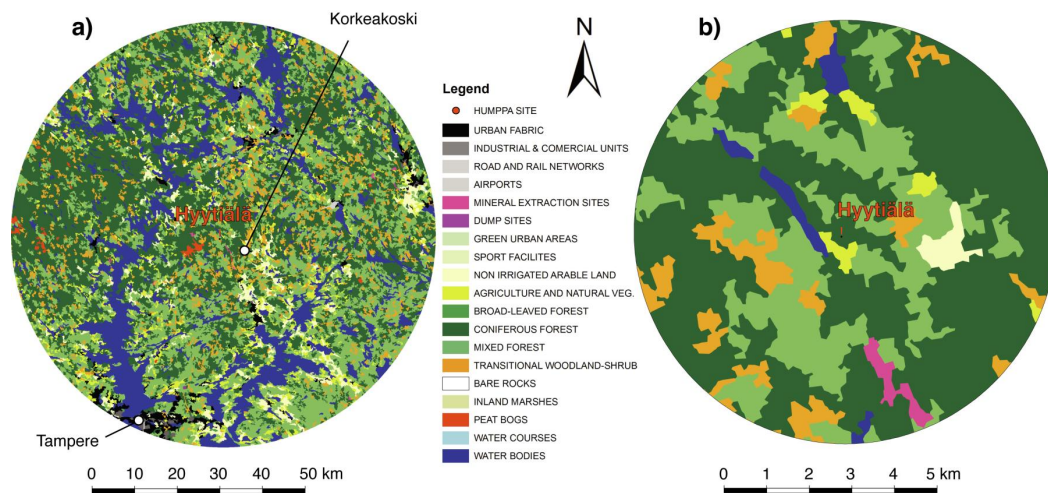 a)
Korkeakoski
N
b)
Hyytiälä
Tampere
0 10 20 30 40 50 km
Legend
HUMPPA SITE
URBAN FABRIC
INDUSTRIAL & COMERCIAL UNITS
ROAD AND RAIL NETWORKS
AIRPORTS
MINERAL EXTRACTION SITES
DUMP SITES
GREEN URBAN AREAS
SPORT FACILITES
NON IRRIGATED ARABLE LAND
AGRICULTURE AND NATURAL VEG.
BROAD-LEAVED FOREST
CONIFEROUS FOREST
MIXED FOREST
TRANSITIONAL WOODLAND-SHRUB
BARE ROCKS
INLAND MARSHES
PEAT BOGS
WATER COURSES
WATER BODIES
Hyytiälä
0 1 2 3 4 5 km